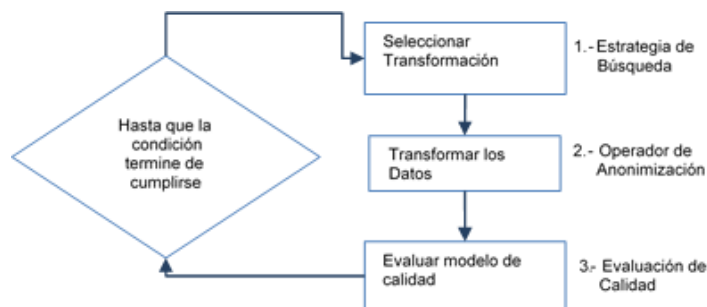 Seleccionar
Transformación
1.- Estrategia de
Búsqueda
Hasta que la
condición
termine de
cumplirse
Transformar los
Datos
2.- Operador de
Anonimización
Evaluar modelo de
calidad
3.- Evaluación de
Calidad